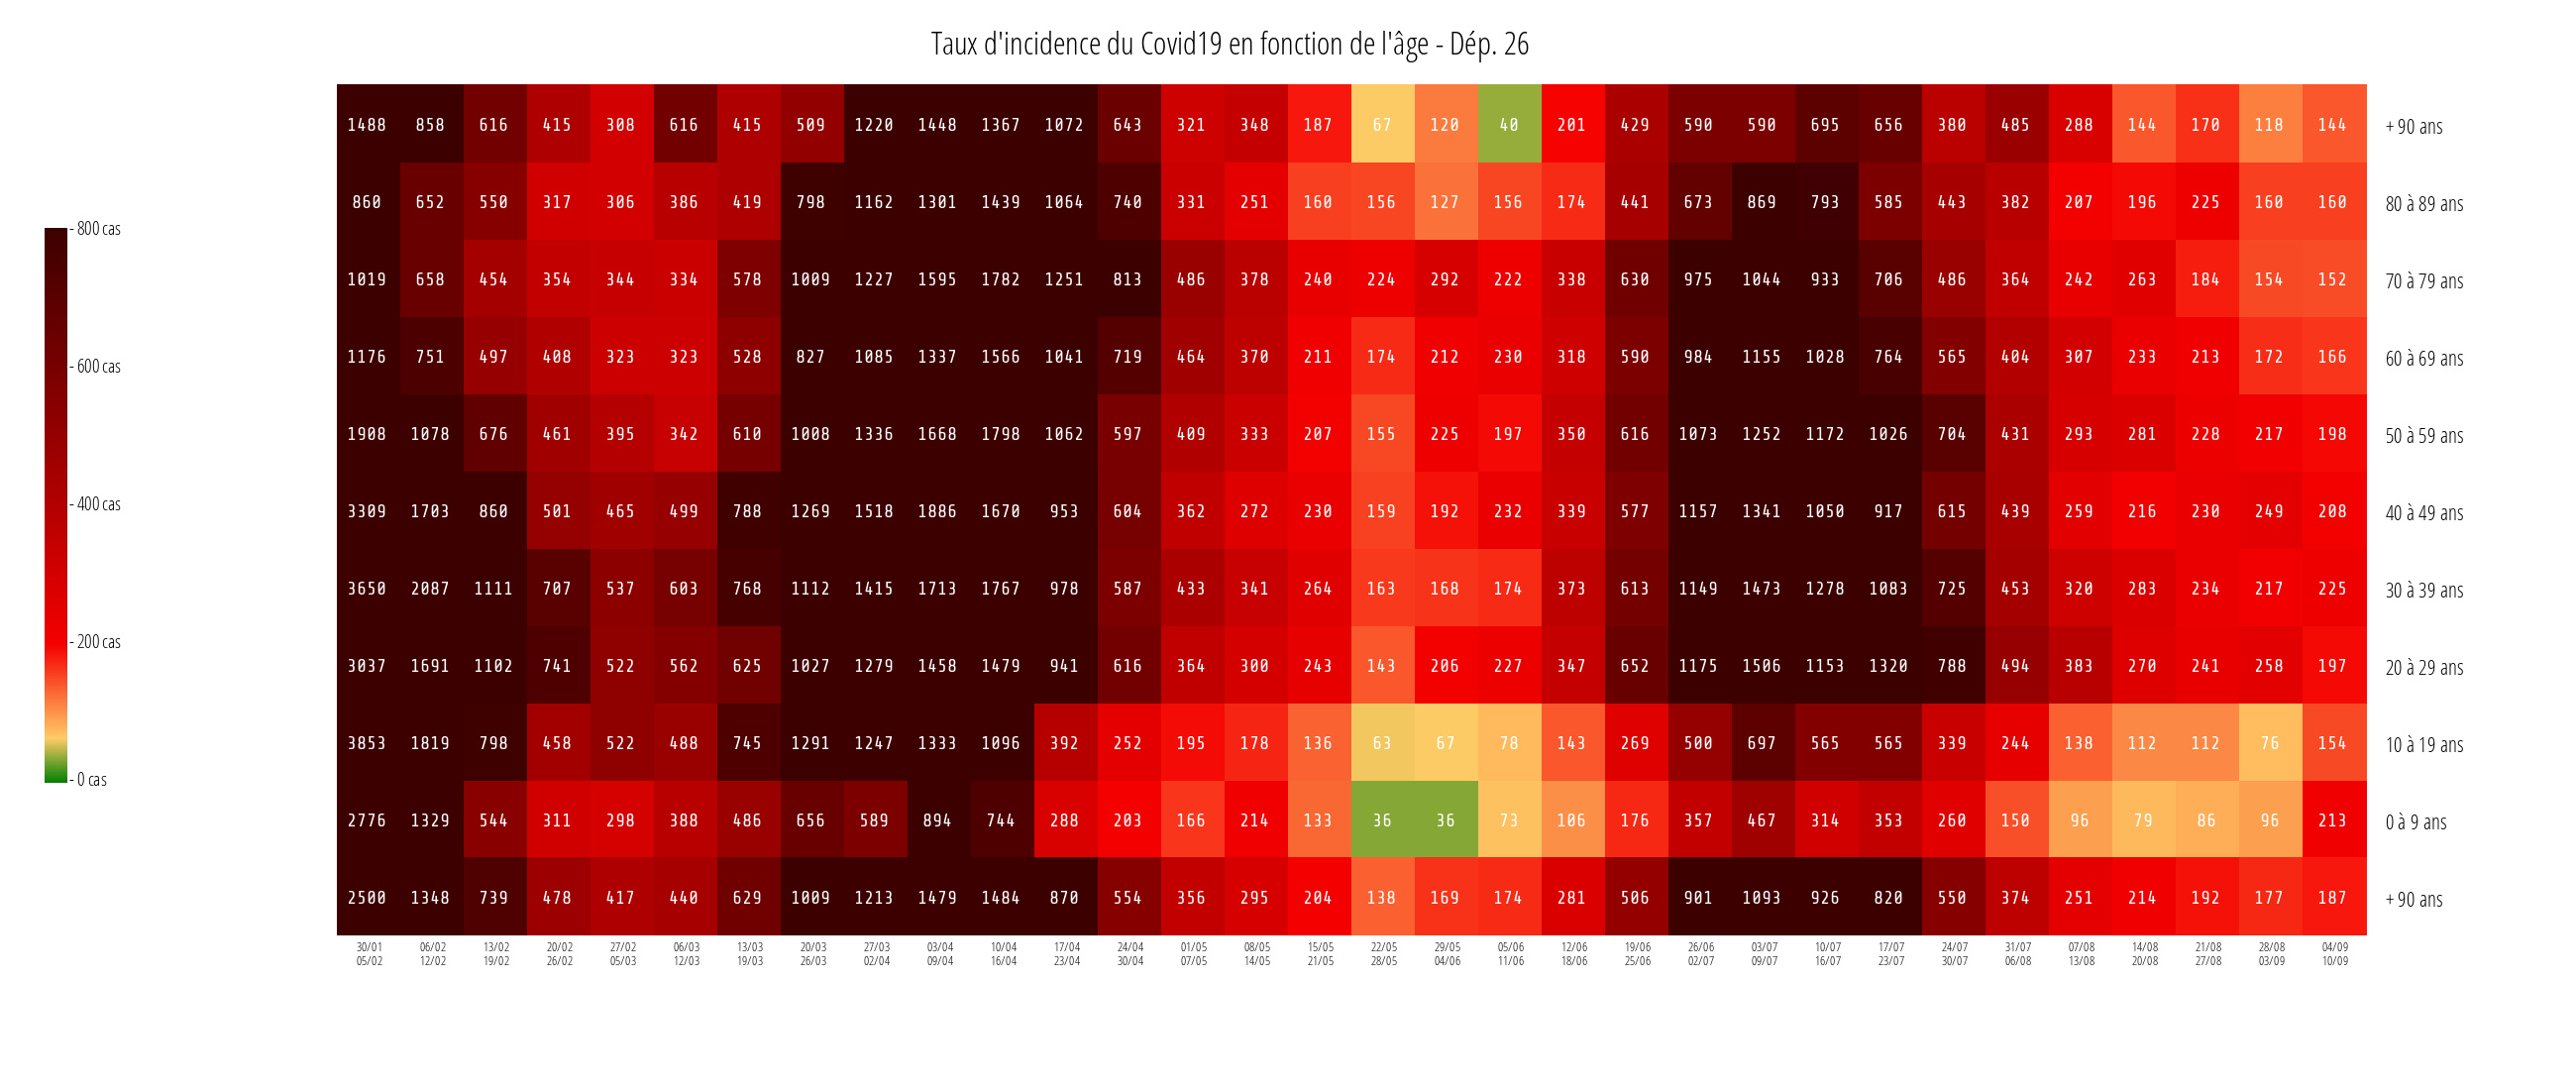 Taux d'incidence du Covid19 en fonction de l'âge - Dép. 26
- 800 cas
- 600 cas
- 400 cas
- 200 cas
- 0 cas
1488 858 616 415 308 616 415 509 1220 1448 1367 1072 643 321 348 187 67 120 40 201 429 590 590 695 656 380 485 288 144 170 118 144 + 90 ans
860 652 550 317 306 386 419 798 1162 1301 1439 1064 740 331 251 160 156 127 156 174 441 673 869 793 585 443 382 207 196 225 160 160 80 à 89 ans
1019 658 454 354 344 334 578 1009 1227 1595 1782 1251 813 486 378 240 224 292 222 338 630 975 1044 933 706 486 364 242 263 184 154 152 70 à 79 ans
1176 751 497 408 323 323 528 827 1085 1337 1566 1041 719 464 370 211 174 212 230 318 590 984 1155 1028 764 565 404 307 233 213 172 166 60 à 69 ans
1908 1078 676 461 395 342 610 1008 1336 1668 1798 1062 597 409 333 207 155 225 197 350 616 1073 1252 1172 1026 704 431 293 281 228 217 198 50 à 59 ans
3309 1703 860 501 465 499 788 1269 1518 1886 1670 953 604 362 272 230 159 192 232 339 577 1157 1341 1050 917 615 439 259 216 230 249 208 40 à 49 ans
3650 2087 1111 707 537 603 768 1112 1415 1713 1767 978 587 433 341 264 163 168 174 373 613 1149 1473 1278 1083 725 453 320 283 234 217 225 30 à 39 ans
3037 1691 1102 741 522 562 625 1027 1279 1458 1479 941 616 364 300 243 143 206 227 347 652 1175 1506 1153 1320 788 494 383 270 241 258 197 20 à 29 ans
3853 1819 798 458 522 488 745 1291 1247 1333 1096 392 252 195 178 136 63 67 78 143 269 500 697 565 565 339 244 138 112 112 76 154 10 à 19 ans
2776 1329 544 311 298 388 486 656 589 894 744 288 203 166 214 133 36 36 73 106 176 357 467 314 353 260 150 96 79 86 96 213 0 à 9 ans
2500 1348 739 478 417 440 629 1009 1213 1479 1484 870 554 356 295 204 138 169 174 281 506 901 1093 926 820 550 374 251 214 192 177 187 + 90 ans
30/01 06/02 13/02 20/02 27/02 06/03 13/03 20/03 27/03 03/04 10/04 17/04 24/04 01/05 08/05 15/05 22/05 29/05 05/06 12/06 19/06 26/06 03/07 10/07 17/07 24/07 31/07 07/08 14/08 21/08 28/08 04/09
05/02 12/02 19/02 26/02 05/03 12/03 19/03 26/03 02/04 09/04 16/04 23/04 30/04 07/05 14/05 21/05 28/05 04/06 11/06 18/06 25/06 02/07 09/07 16/07 23/07 30/07 06/08 13/08 20/08 27/08 03/09 10/09